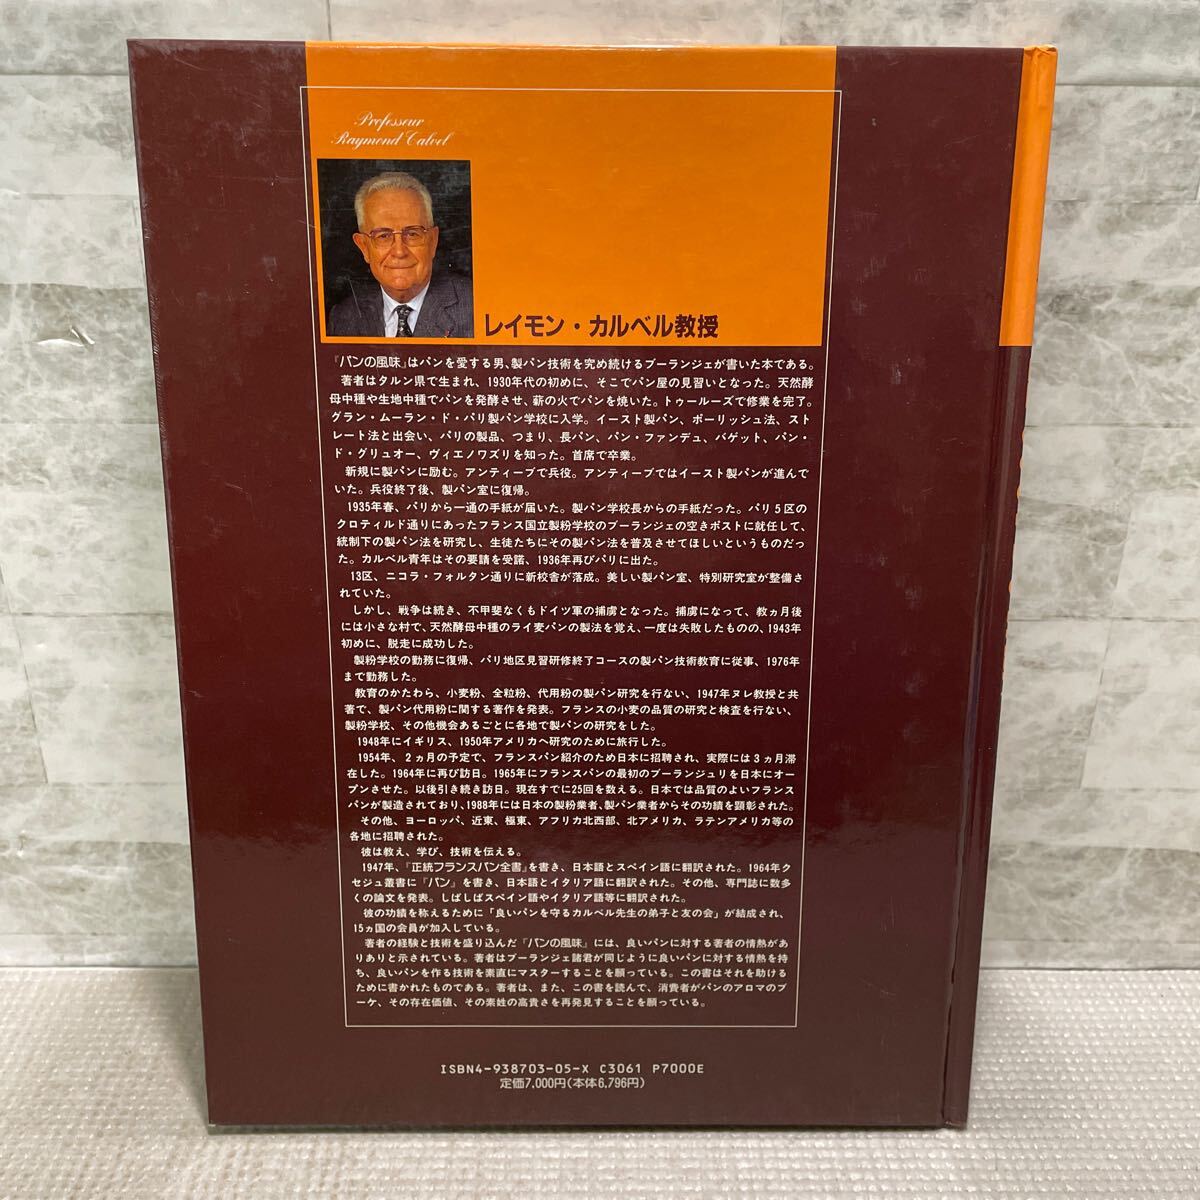 Professeur
Raymond Calvel
レイモン・カルベル教授
『パンの風味』はパンを愛する男、製パン技術を究め続けるブーランジェが書いた本である。
著者はタルン県で生まれ、1930年代の初めに、そこでパン屋の見習いとなった。天然酵
母中種や生地中種でパンを発酵させ、薪の火でパンを焼いた。トゥールーズで修業を完了。
グラン・ムーラン・ド・パリ製パン学校に入学。イースト製パン、ポーリッシュ法、スト
レート法と出会い、パリの製品、つまり、長パン、パン・ファンデュ、バゲット、パン・
ド・グリュオー、ヴィエノワズリを知った。首席で卒業。
新規に製パンに励む。アンティーブで兵役。アンティーブではイースト製パンが進んで
いた。兵役終了後、製パン室に復帰。
1935年春、パリから一通の手紙が届いた。製パン学校長からの手紙だった。パリ5区の
クロティルド通りにあったフランス国立製粉学校のブーランジェの空きポストに就任して、
統制下の製パン法を研究し、生徒たちにその製パン法を普及させてほしいというものだっ
た。カルベル青年はその要請を受諾、1936年再びパリに出た。
13区、ニコラ・フォルタン通りに新校舎が落成。美しい製パン室、特別研究室が整備さ
れていた。
しかし、戦争は続き、不甲斐なくもドイツ軍の捕虜となった。捕虜になって、数ヵ月後
には小さな村で、天然酵母中種のライ麦パンの製法を覚え、一度は失敗したものの、1943年
初めに、脱走に成功した。
製粉学校の勤務に復帰、パリ地区見習研修終了コースの製パン技術教育に従事、1976年
まで勤務した。
教育のかたわら、小麦粉、全粒粉、代用粉の製パン研究を行ない、1947年ヌレ教授と共
著で、製パン代用粉に関する著作を発表。フランスの小麦の品質の研究と検査を行ない、
製粉学校、その他機会あるごとに各地で製パンの研究をした。
1948年にイギリス、1950年アメリカへ研究のために旅行した。
1954年、2ヵ月の予定で、フランスパン紹介のため日本に招聘され、実際には3ヵ月滞
在した。1964年に再び訪日。1965年にフランスパンの最初のブーランジュリを日本にオー
プンさせた。以後引き続き訪日。現在すでに25回を数える。日本では品質のよいフランス
パンが製造されており、1988年には日本の製粉業者、製パン業者からその功績を顕彰された。
その他、ヨーロッパ、近東、極東、アフリカ北西部、北アメリカ、ラテンアメリカ等の
各地に招聘された。
彼は教え、学び、技術を伝える。
1947年、『正統フランスパン全書』を書き、日本語とスペイン語に翻訳された。1964年ク
セジュ叢書に『パン』を書き、日本語とイタリア語に翻訳された。その他、専門誌に数多
くの論文を発表。しばしばスペイン語やイタリア語等に翻訳された。
彼の功績を称えるために「良いパンを守るカルベル先生の弟子と友の会」が結成され、
15ヵ国の会員が加入している。
著者の経験と技術を盛り込んだ『パンの風味』には、良いパンに対する著者の情熱があ
りありと示されている。著者はブーランジェ諸君が同じように良いパンに対する情熱を持
ち、良いパンを作る技術を素直にマスターすることを願っている。この書はそれを助ける
ために書かれたものである。著者は、また、この書を読んで、消費者がパンのアロマのブ
ーケ、その存在価値、その素姓の高貴さを再発見することを願っている。
ISBN4-938703-05-X C3061 P7000E
定価7,000円(本体6,796円)